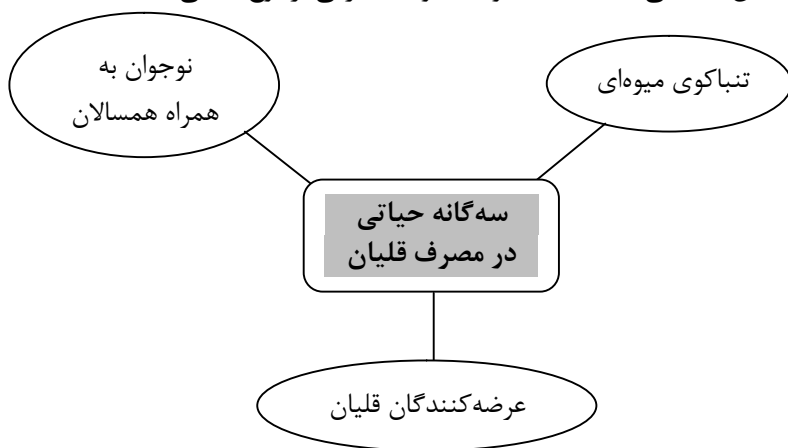 نوجوان به
همراه همسالان
تنباکوی میوه‌ای
سه‌گانه حیاتی
در مصرف قلیان
عرضه‌کنندگان قلیان